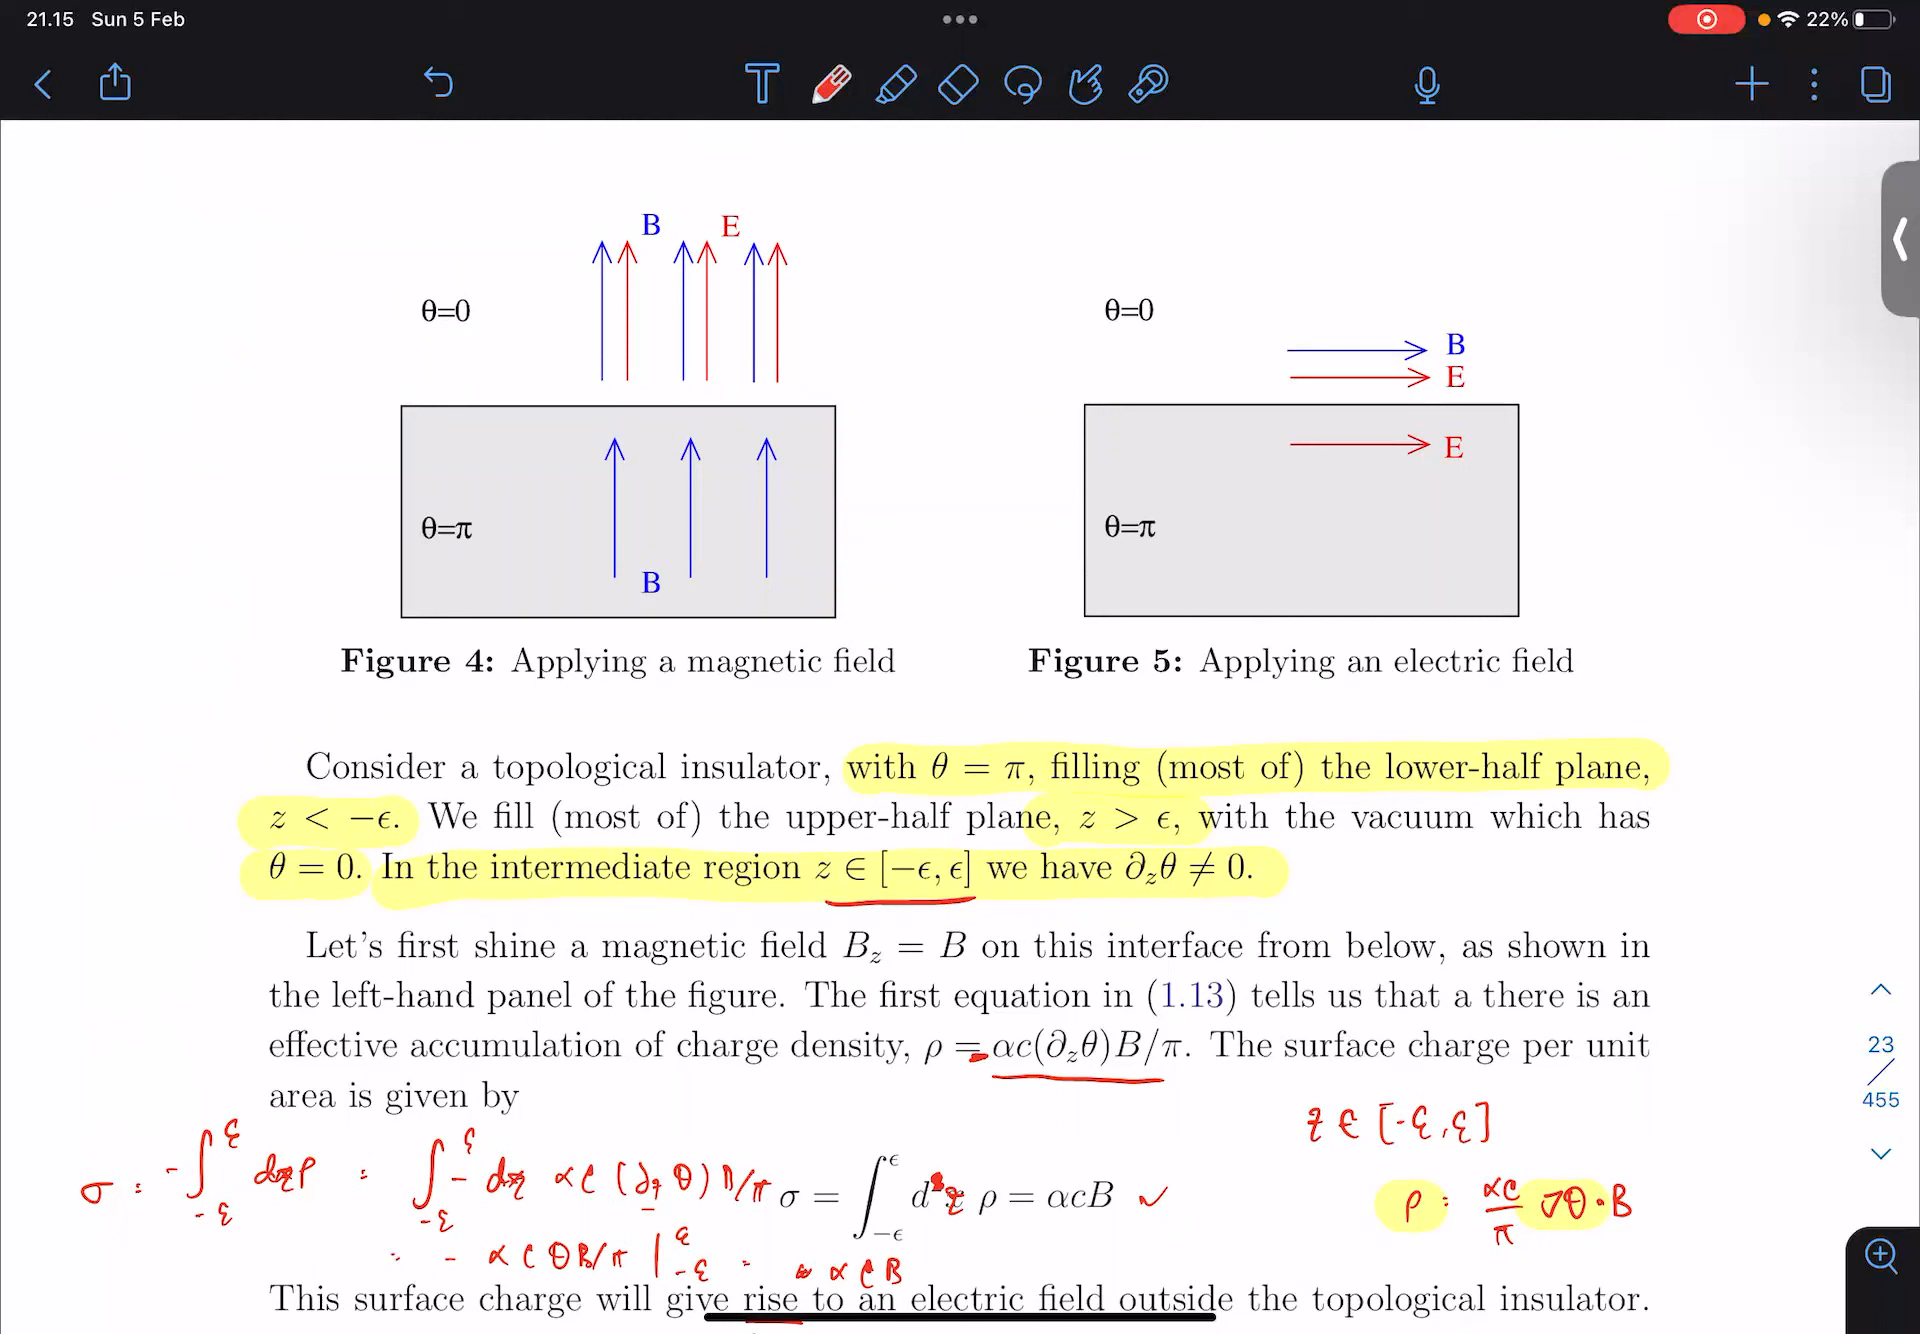 21.15 Sun 5 Feb
22%
B E
θ=0
θ=π
B
Figure 4: Applying a magnetic field
θ=0
B
E
E
θ=π
Figure 5: Applying an electric field
Consider a topological insulator, with θ = π, filling (most of) the lower-half plane,
z < −ϵ. We fill (most of) the upper-half plane, z > ϵ, with the vacuum which has
θ = 0. In the intermediate region z ∈ [−ϵ, ϵ] we have ∂zθ ≠ 0.
Let's first shine a magnetic field Bz = B on this interface from below, as shown in
the left-hand panel of the figure. The first equation in (1.13) tells us that a there is an
effective accumulation of charge density, ρ = αc(∂zθ)B/π. The surface charge per unit
area is given by
z ∈ [-ε, ε]
σ = -∫ -ε ε dz ρ = ∫ -ε ε - dz αc (∂z θ) B/π
σ = ∫ −ϵ ϵ d z ρ = αcB ✓
ρ = αc/π ∇θ · B
= - αc θB/π | -ε ε = αcB
This surface charge will give rise to an electric field outside the topological insulator.
23
/
455